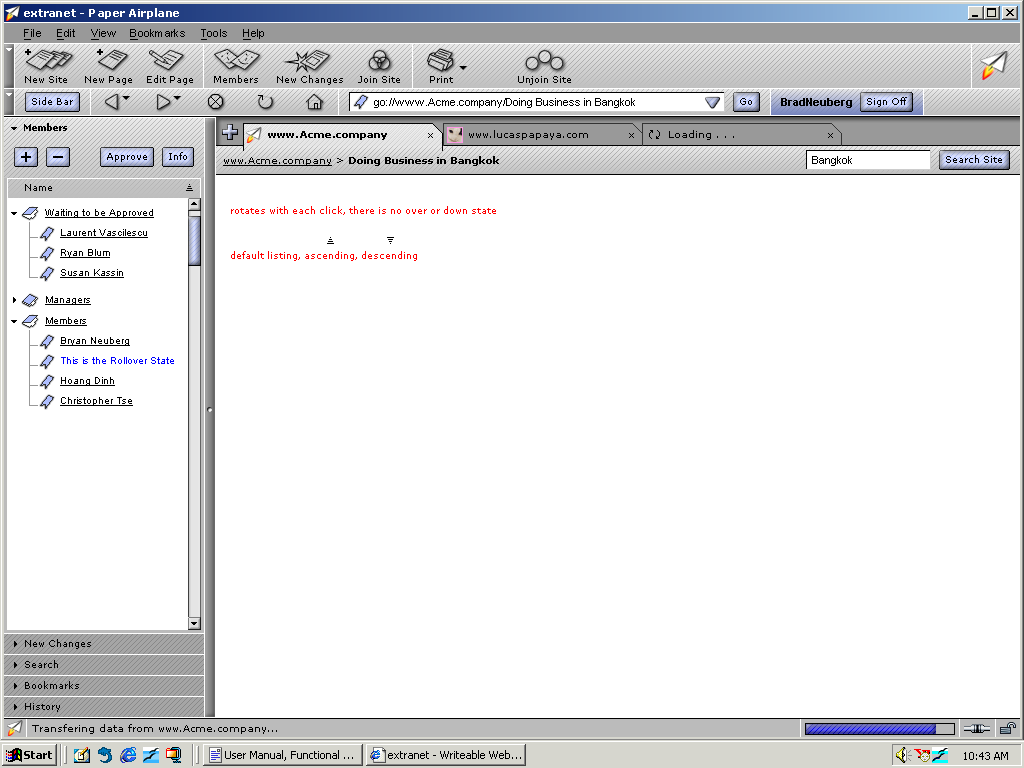 extranet - Paper Airplane
File Edit View Bookmarks Tools Help
New Site New Page Edit Page Members New Changes Join Site Print Unjoin Site
Side Bar go://wwww.Acme.company/Doing Business in Bangkok Go BradNeuberg Sign Off
Members
www.Acme.company x www.lucaspapaya.com x Loading . . . x
+ − Approve Info
www.Acme.company > Doing Business in Bangkok Bangkok Search Site
Name
Waiting to be Approved
Laurent Vascilescu
Ryan Blum
Susan Kassin
Managers
Members
Bryan Neuberg
This is the Rollover State
Hoang Dinh
Christopher Tse
rotates with each click, there is no over or down state
default listing, ascending, descending
New Changes
Search
Bookmarks
History
Transfering data from www.Acme.company...
Start User Manual, Functional ... extranet - Writeable Web... 10:43 AM